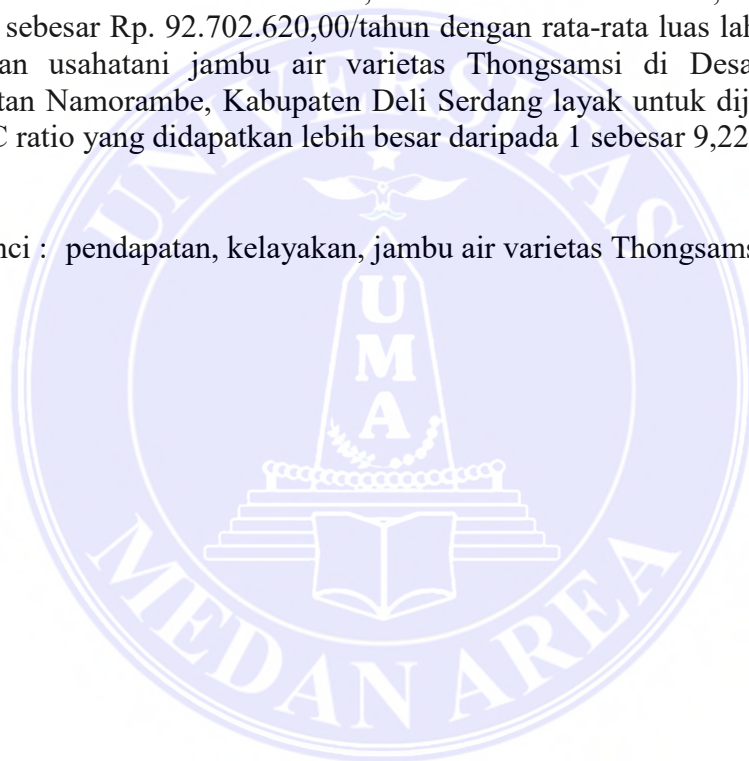 sebesar Rp. 92.702.620,00/tahun dengan rata-rata luas lah
an usahatani jambu air varietas Thongsamsi di Desa
tan Namorambe, Kabupaten Deli Serdang layak untuk dij
C ratio yang didapatkan lebih besar daripada 1 sebesar 9,22
nci : pendapatan, kelayakan, jambu air varietas Thongsams
UNIVERSITAS
UMA
MEDAN AREA